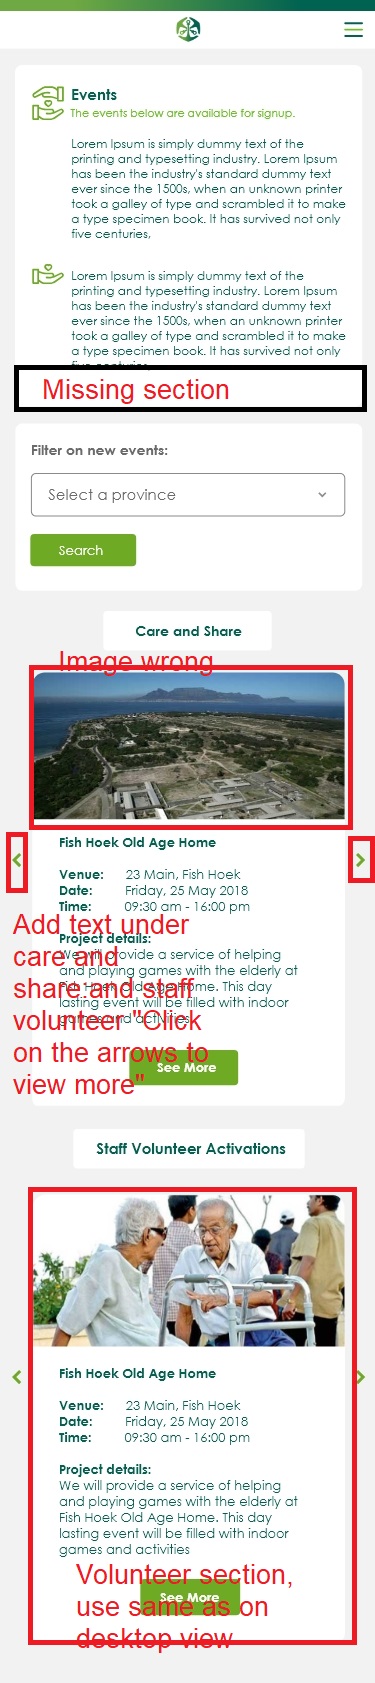 Events
The events below are available for signup.
Lorem Ipsum is simply dummy text of the
printing and typesetting industry. Lorem Ipsum
has been the industry's standard dummy text
ever since the 1500s, when an unknown printer
took a galley of type and scrambled it to make
a type specimen book. It has survived not only
five centuries,
Lorem Ipsum is simply dummy text of the
printing and typesetting industry. Lorem Ipsum
has been the industry's standard dummy text
ever since the 1500s, when an unknown printer
took a galley of type and scrambled it to make
a type specimen book. It has survived not only
five centuries
Missing section
Filter on new events:
Select a province
Search
Care and Share
Image wrong
Fish Hoek Old Age Home
Venue: 23 Main, Fish Hoek
Date: Friday, 25 May 2018
Time: 09:30 am - 16:00 pm
Project details:
We will provide a service of helping
and playing games with the elderly at
Fish Hoek Old Age Home. This day
lasting event will be filled with indoor
games and activities
Add text under
care and
share and staff
volunteer "Click
on the arrows to
view more"
See More
Staff Volunteer Activations
Fish Hoek Old Age Home
Venue: 23 Main, Fish Hoek
Date: Friday, 25 May 2018
Time: 09:30 am - 16:00 pm
Project details:
We will provide a service of helping
and playing games with the elderly at
Fish Hoek Old Age Home. This day
lasting event will be filled with indoor
games and activities
Volunteer section,
use same as on
desktop view
See More